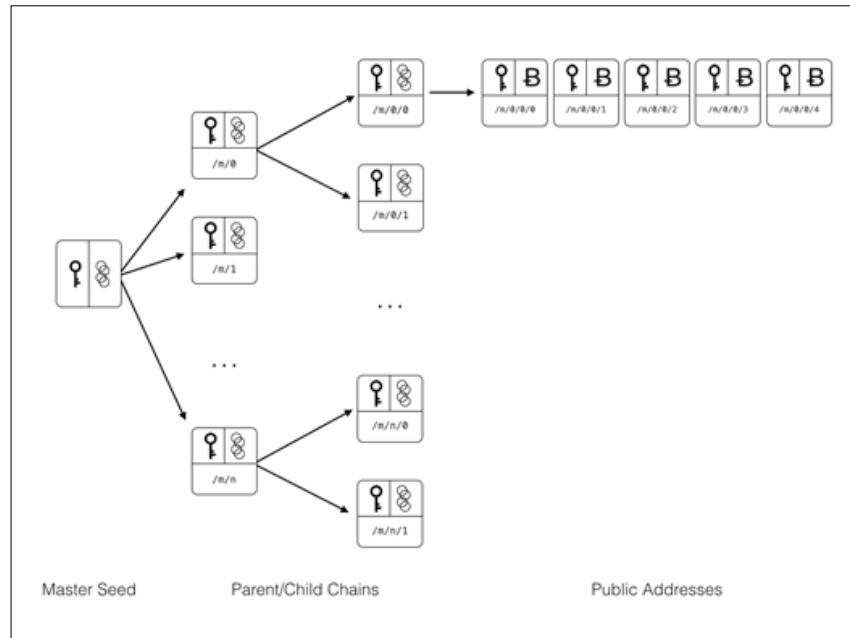 /m/0/0
/m/0/0/0
/m/0/0/1
/m/0/0/2
/m/0/0/3
/m/0/0/4
/m/0
/m/0/1
/m/1
...
...
/m/n/0
/m/n
/m/n/1
Master Seed
Parent/Child Chains
Public Addresses